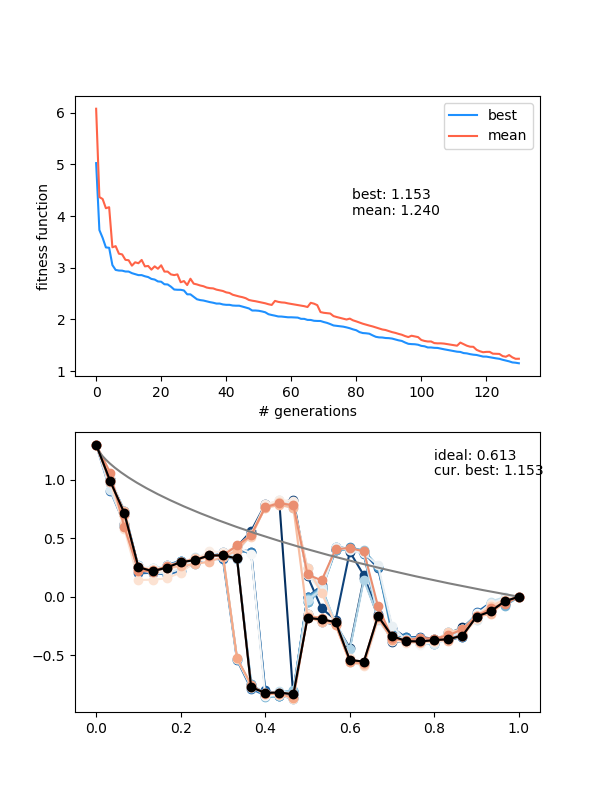 6
5
4
3
2
1
fitness function
best
mean
best: 1.153
mean: 1.240
0 20 40 60 80 100 120
# generations
1.0
0.5
0.0
−0.5
ideal: 0.613
cur. best: 1.153
0.0 0.2 0.4 0.6 0.8 1.0